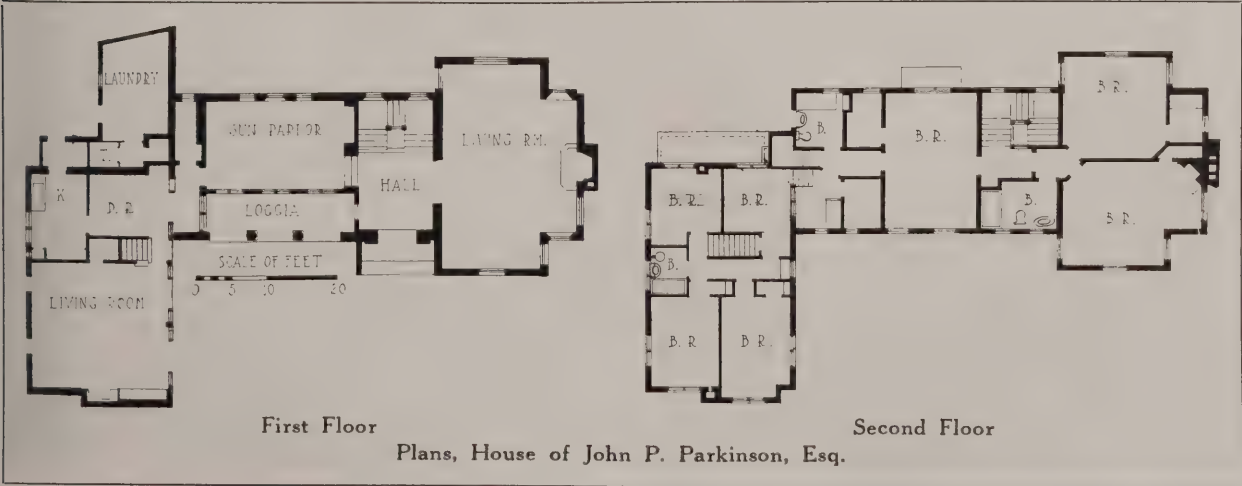 LAUNDRY
SUN PARLOR
LIVING RM.
HALL
K
D. R
LOGGIA
SCALE OF FEET
0 5 10 20
LIVING ROOM
First Floor
B. R.
B.
B. R.
B. R.
B. R.
B.
B. R.
B.
B. R
B. R.
Second Floor
Plans, House of John P. Parkinson, Esq.